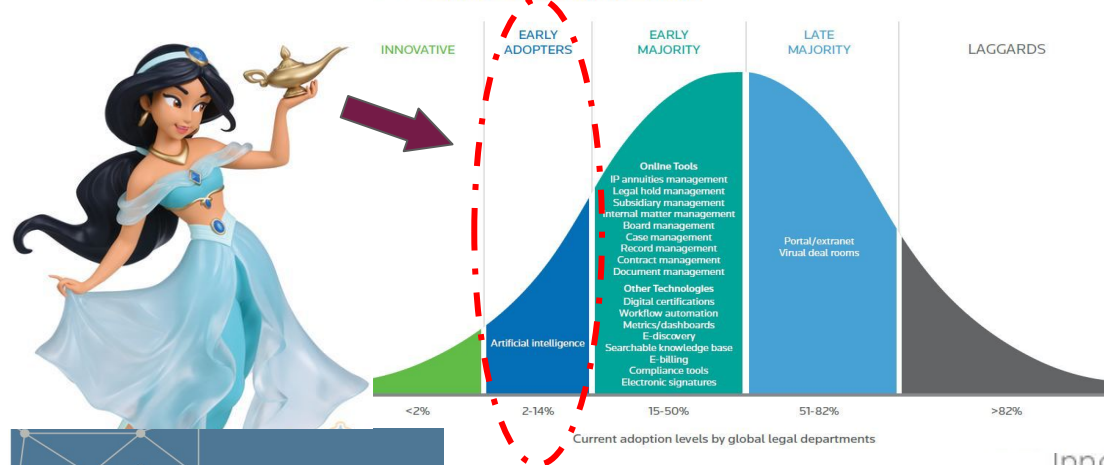 INNOVATIVE
EARLY
ADOPTERS
EARLY
MAJORITY
LATE
MAJORITY
LAGGARDS
Online Tools
IP annuities management
Legal hold management
Subsidiary management
Internal matter management
Board management
Case management
Record management
Contract management
Document management
Other Technologies
Digital certifications
Workflow automation
Metrics/dashboards
E-discovery
Searchable knowledge base
E-billing
Compliance tools
Electronic signatures
Portal/extranet
Virual deal rooms
Artificial intelligence
<2%
2-14%
15-50%
51-82%
>82%
Current adoption levels by global legal departments